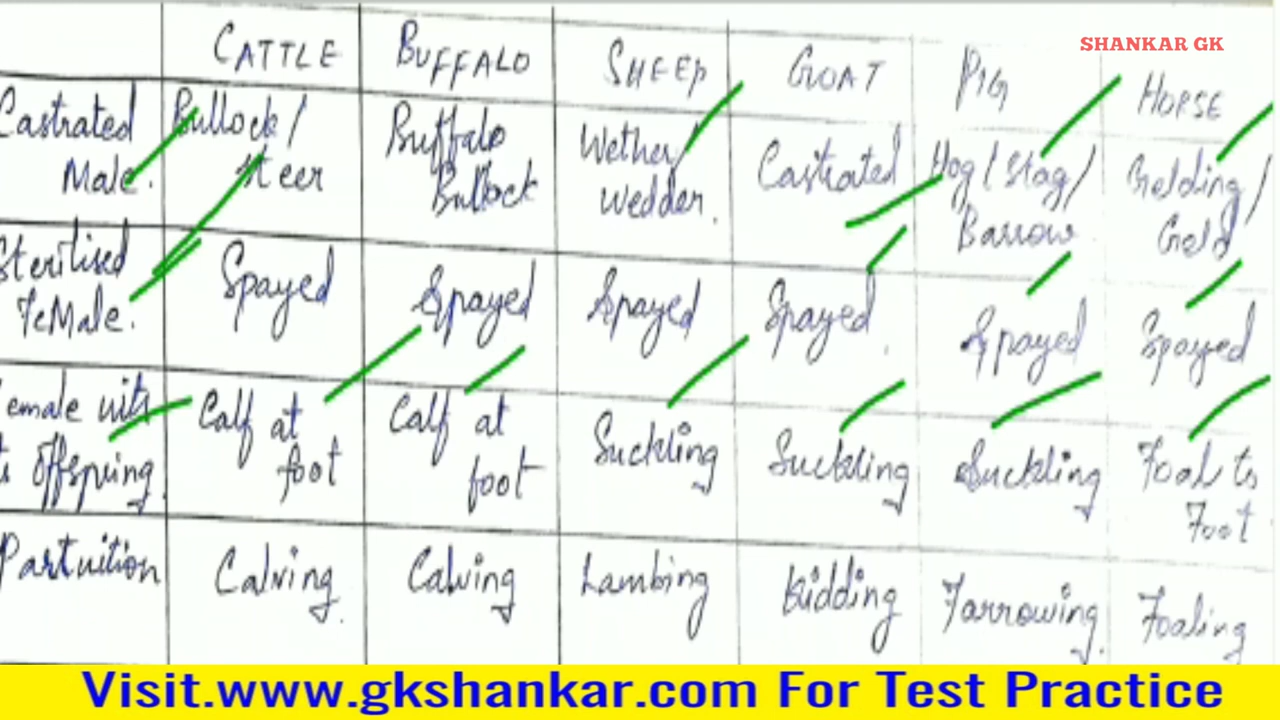 SHANKAR GK
CATTLE BUFFALO SHEEP GOAT PIG HORSE
Castrated Male. Bullock/ Steer Buffalo Bullock Wether/ Wedder. Castrated Hog/Stag/ Barrow Gelding/ Geld
Sterilised FeMale. Spayed Spayed Spayed Spayed Spayed Spayed
emale with offspring Calf at foot Calf at foot Suckling Suckling Suckling Foal to Foot
Partuition Calving. Calving Lambing Kidding Farrowing. Foaling
Visit.www.gkshankar.com For Test Practice